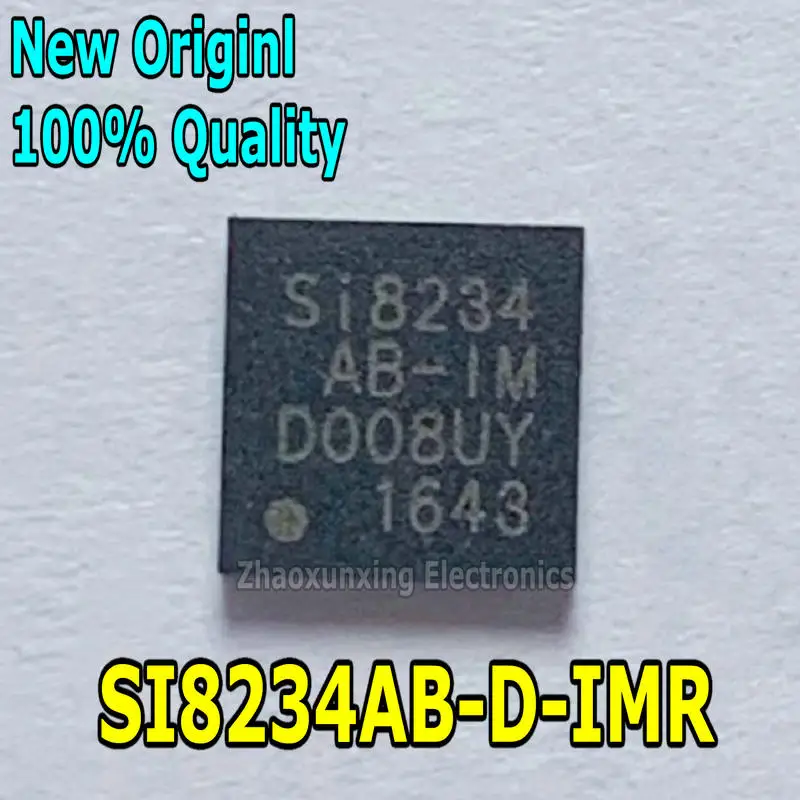 New Originl
100% Quality
Si8234
AB-IM
D008UY
1643
Zhaoxunxing Electronics
SI8234AB-D-IMR